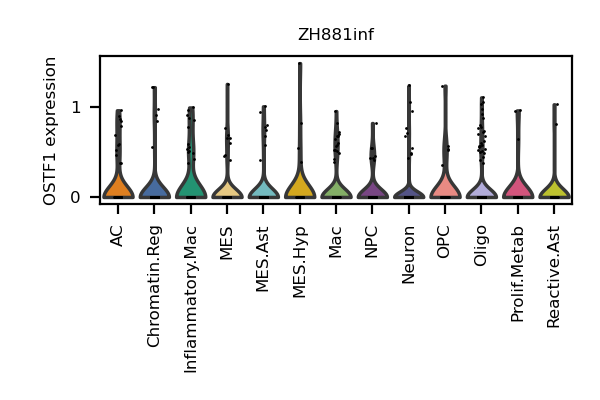 ZH881inf
OSTF1 expression
1
0
AC
Chromatin.Reg
Inflammatory.Mac
MES
MES.Ast
MES.Hyp
Mac
NPC
Neuron
OPC
Oligo
Prolif.Metab
Reactive.Ast